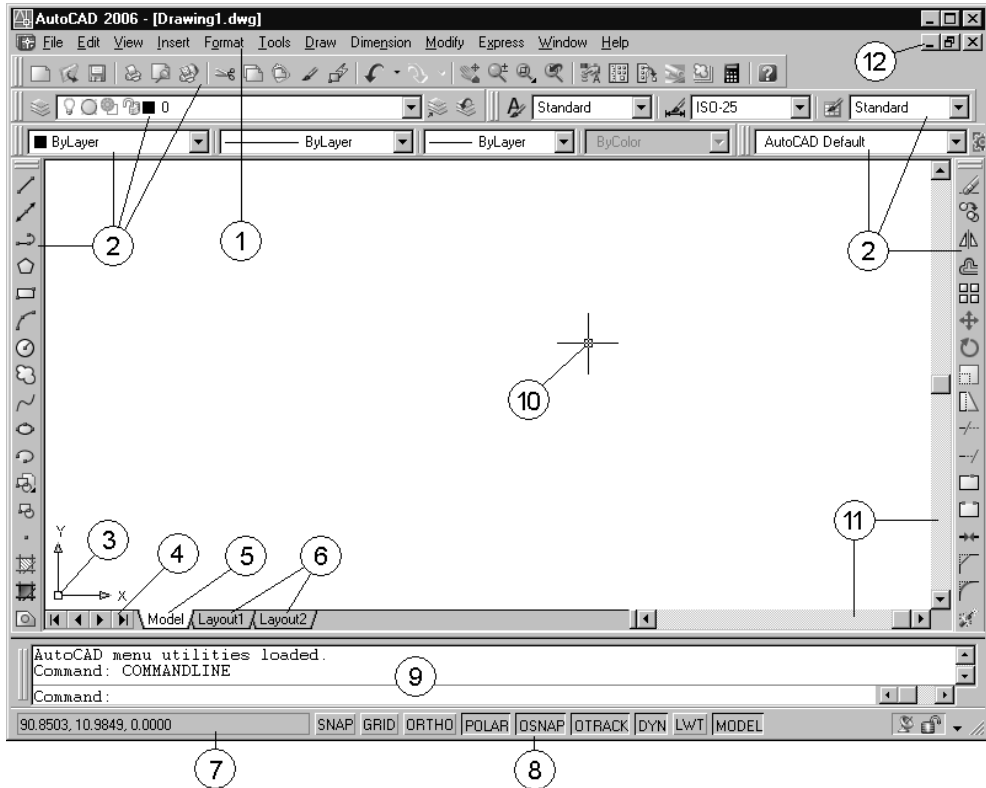 AutoCAD 2006 - [Drawing1.dwg]
File Edit View Insert Format Tools Draw Dimension Modify Express Window Help
12
0 Standard ISO-25 Standard
ByLayer ByLayer ByLayer ByColor AutoCAD Default
2 1 2
10
11
Y
3 4 5 6
X
Model Layout1 Layout2
AutoCAD menu utilities loaded.
Command: COMMANDLINE
9
Command:
90.8503, 10.9849, 0.0000 SNAP GRID ORTHO POLAR OSNAP OTRACK DYN LWT MODEL
7 8